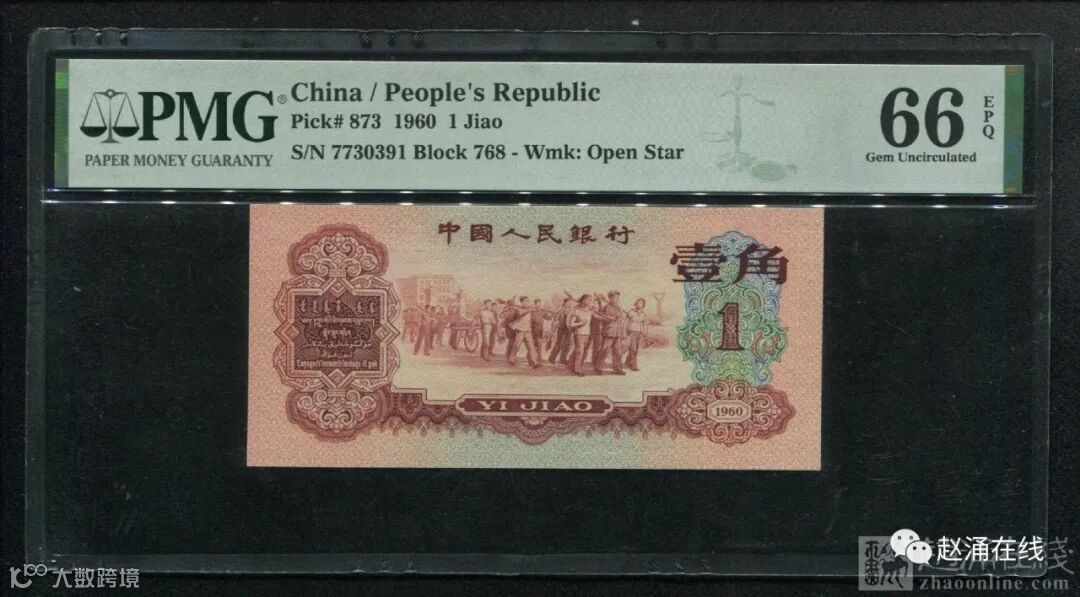 China / People's Republic
PMG®
Pick# 873 1960 1 Jiao
PAPER MONEY GUARANTY
S/N 7730391 Block 768 - Wmk: Open Star
66
EPQ
Gem Uncirculated
中國人民銀行
壹角
1
YI JIAO
1960
赵涌在线
zhaoonline.com
大数跨境